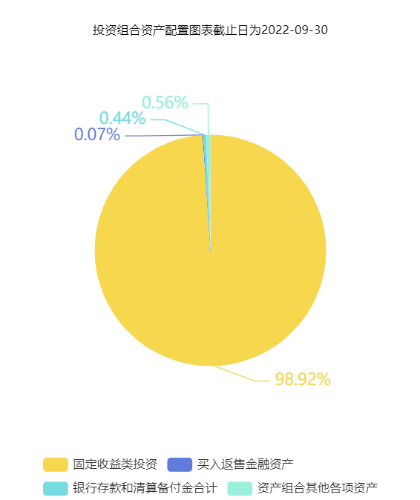 投资组合资产配置图表截止日为2022-09-30
0.56%
0.44%
0.07%
98.92%
固定收益类投资 买入返售金融资产
银行存款和清算备付金合计 资产组合其他各项资产